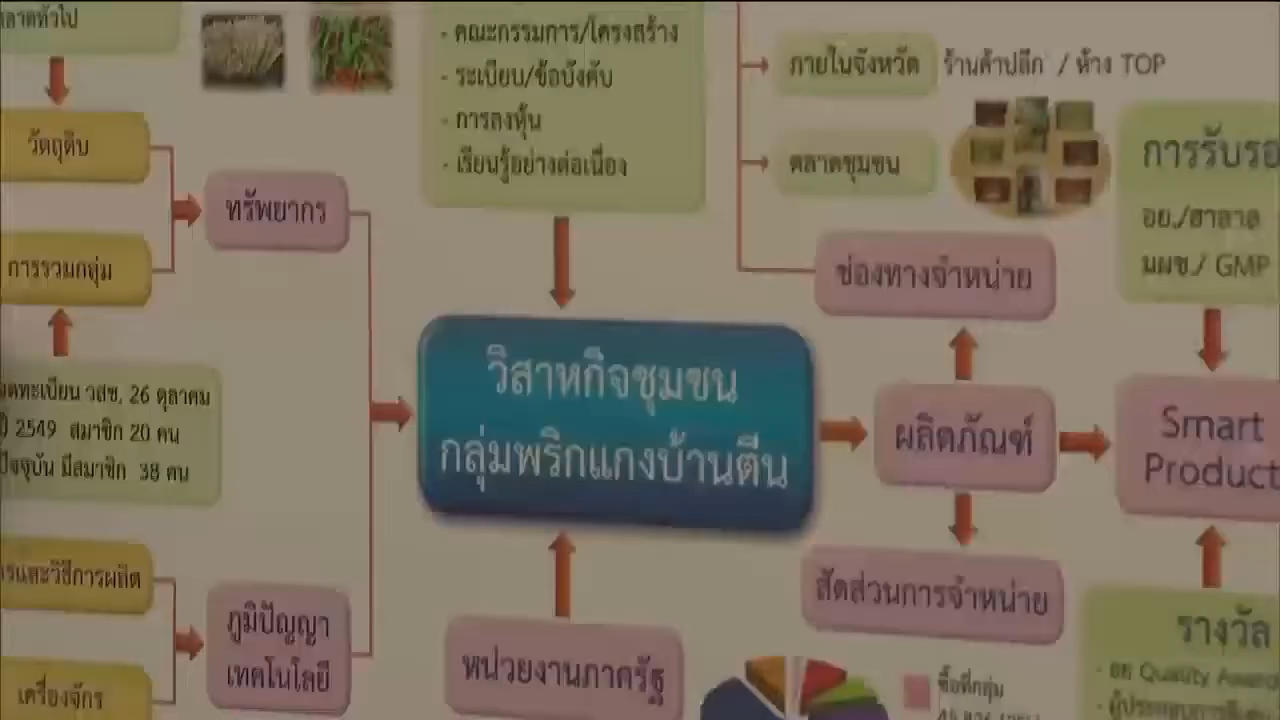 ลาดทั่วไป
วัตถุดิบ
การรวมกลุ่ม
ทรัพยากร
ดทะเบียน วสช. 26 ตุลาคม
ปี 2549 สมาชิก 20 คน
ปัจจุบัน มีสมาชิก 38 คน
และวิธีการผลิต
เครื่องจักร
ภูมิปัญญา
เทคโนโลยี
- คณะกรรมการ/โครงสร้าง
- ระเบียบ/ข้อบังคับ
- การลงหุ้น
- เรียนรู้อย่างต่อเนื่อง
วิสาหกิจชุมชน
กลุ่มพริกแกงบ้านตีน
หน่วยงานภาครัฐ
ภายในจังหวัด ร้านค้าปลีก / ห้าง TOP
ตลาดชุมชน
ช่องทางจำหน่าย
ผลิตภัณฑ์
สัดส่วนการจำหน่าย
ซื้อที่กลุ่ม
การรับรอ
อย./ฮาลาล
มผช./ GMP
Smart
Product
รางวัล
- อย Quality Award